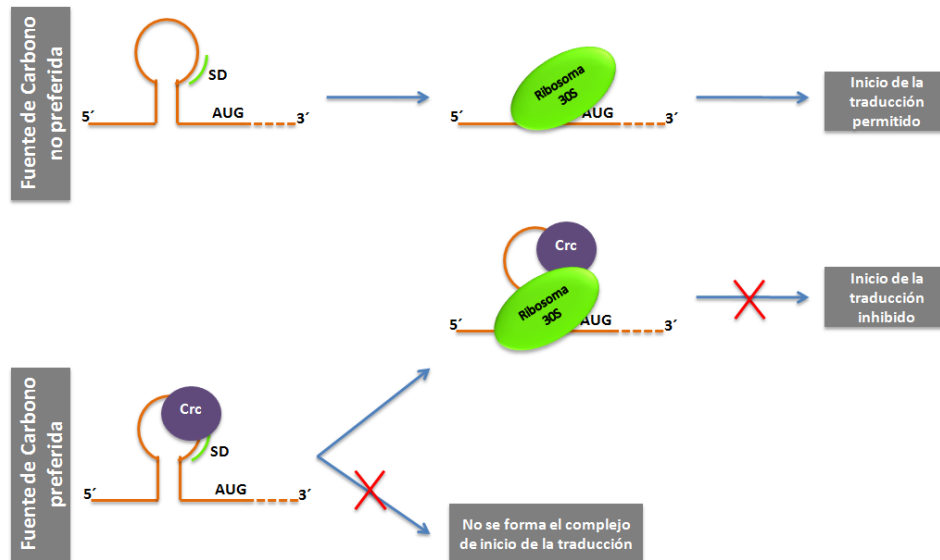 Fuente de Carbono
no preferida
SD
5´ AUG 3´
Ribosoma
30S
5´ AUG 3´
Inicio de la
traducción
permitido
Crc
Ribosoma
30S
5´ AUG 3´
Inicio de la
traducción
inhibido
Fuente de Carbono
preferida
Crc
SD
5´ AUG 3´
No se forma el complejo
de inicio de la traducción